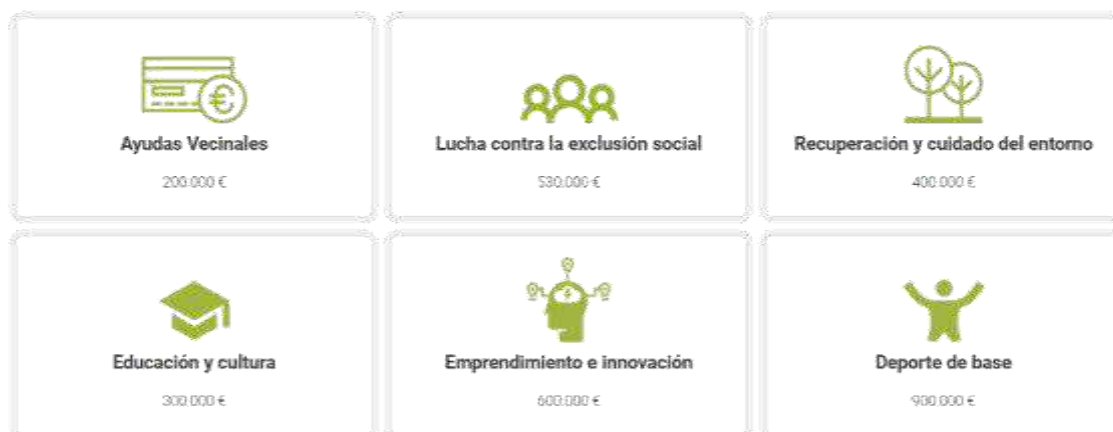 Ayudas Vecinales
200.000 €
Lucha contra la exclusión social
530.000 €
Recuperación y cuidado del entorno
400.000 €
Educación y cultura
300.000 €
Emprendimiento e innovación
600.000 €
Deporte de base
900.000 €